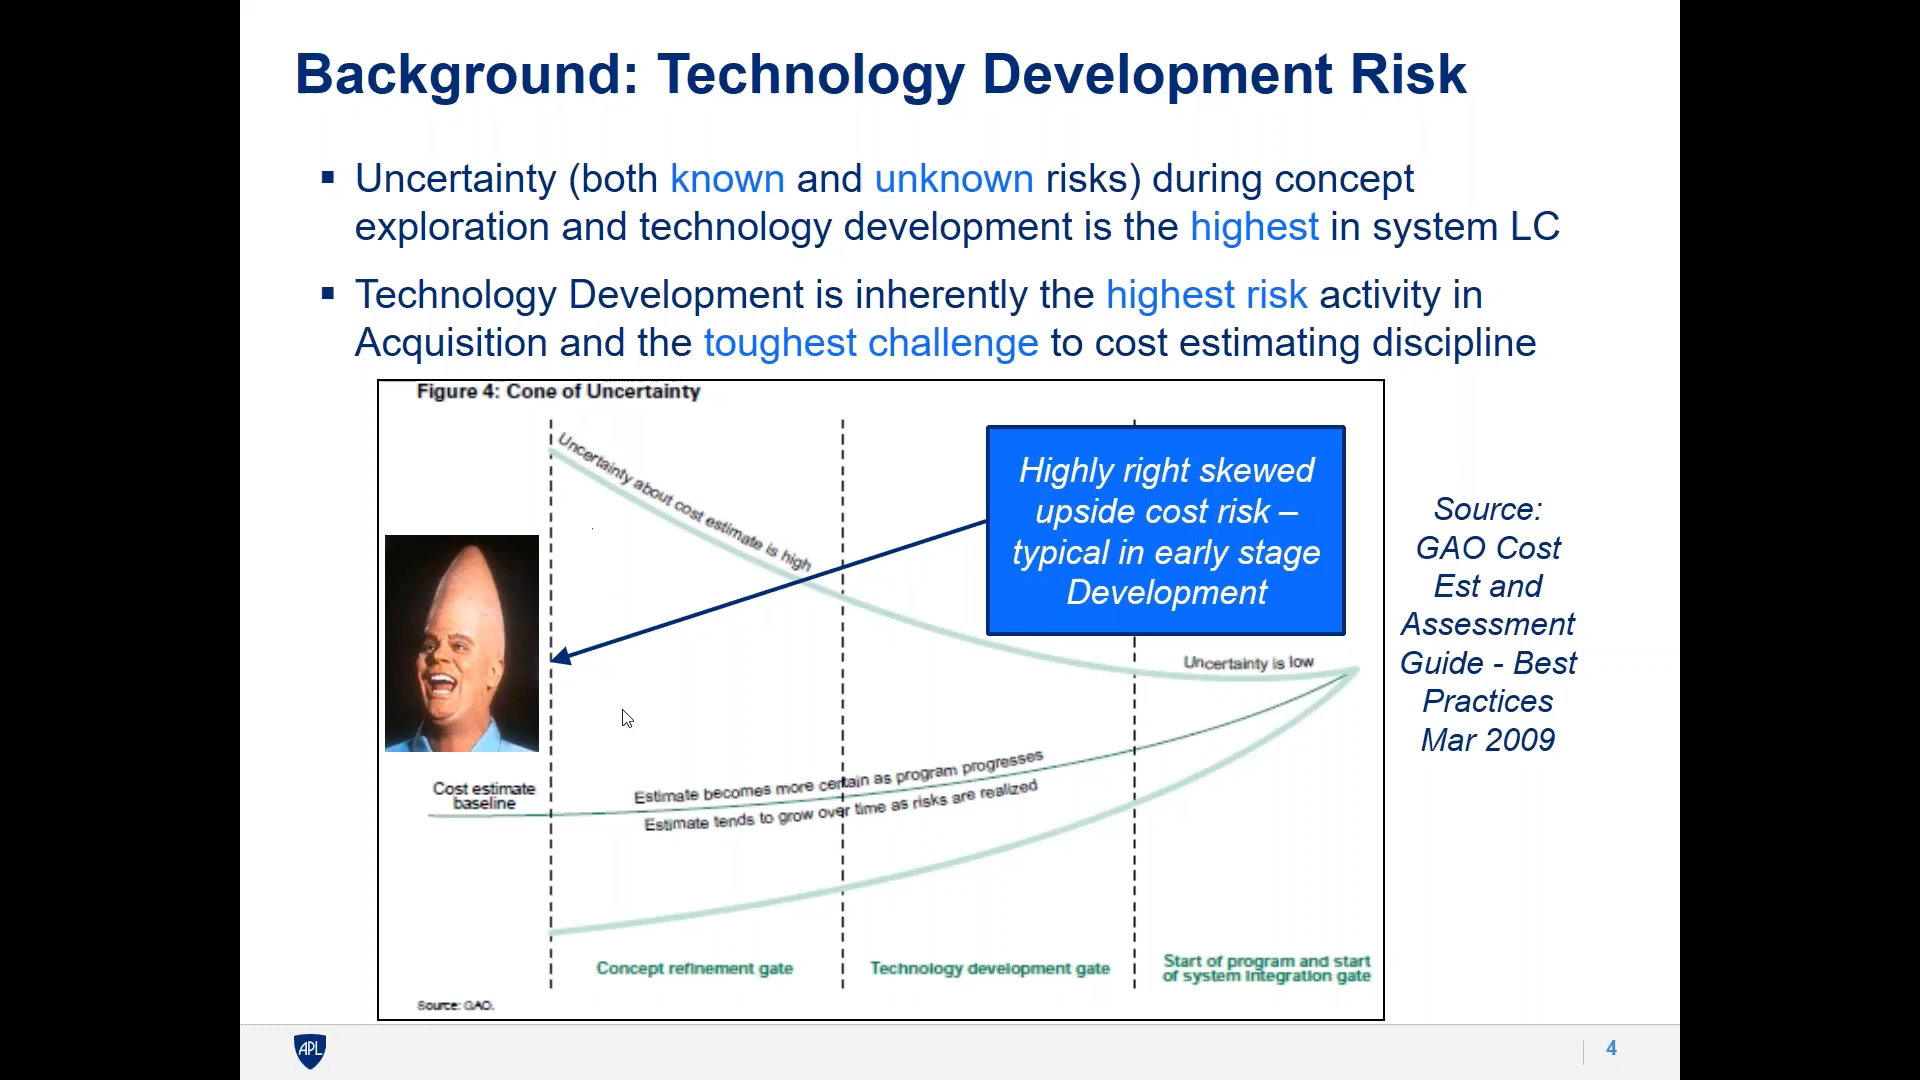 Background: Technology Development Risk
Uncertainty (both known and unknown risks) during concept
exploration and technology development is the highest in system LC
Technology Development is inherently the highest risk activity in
Acquisition and the toughest challenge to cost estimating discipline
Figure 4: Cone of Uncertainty
Uncertainty about cost estimate is high
Highly right skewed
upside cost risk –
typical in early stage
Development
Source:
GAO Cost
Est and
Assessment
Guide - Best
Practices
Mar 2009
Uncertainty is low
Cost estimate
baseline
Estimate becomes more certain as program progresses
Estimate tends to grow over time as risks are realized
Concept refinement gate
Technology development gate
Start of program and start
of system integration gate
Source: GAO.
APL
4